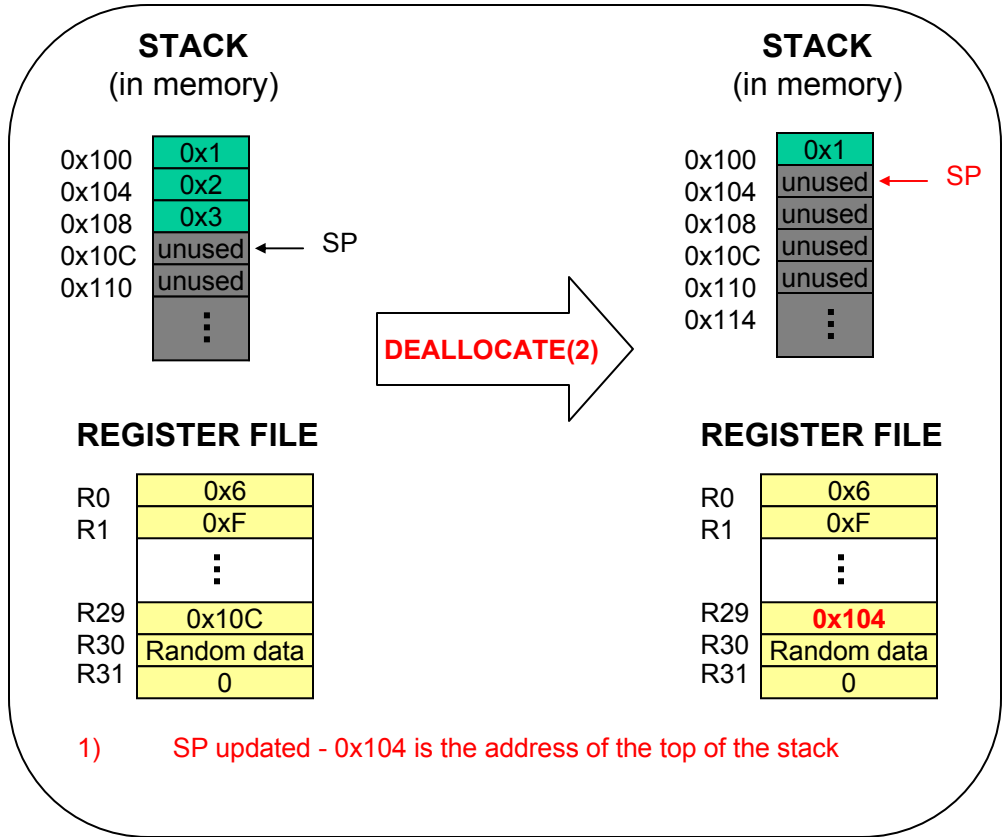 STACK
(in memory)
0x100 0x1
0x104 0x2
0x108 0x3
0x10C unused SP
0x110 unused
⋮
REGISTER FILE
R0 0x6
R1 0xF
⋮
R29 0x10C
R30 Random data
R31 0
DEALLOCATE(2)
STACK
(in memory)
0x100 0x1
0x104 unused SP
0x108 unused
0x10C unused
0x110 unused
0x114 ⋮
REGISTER FILE
R0 0x6
R1 0xF
⋮
R29 0x104
R30 Random data
R31 0
1) SP updated - 0x104 is the address of the top of the stack